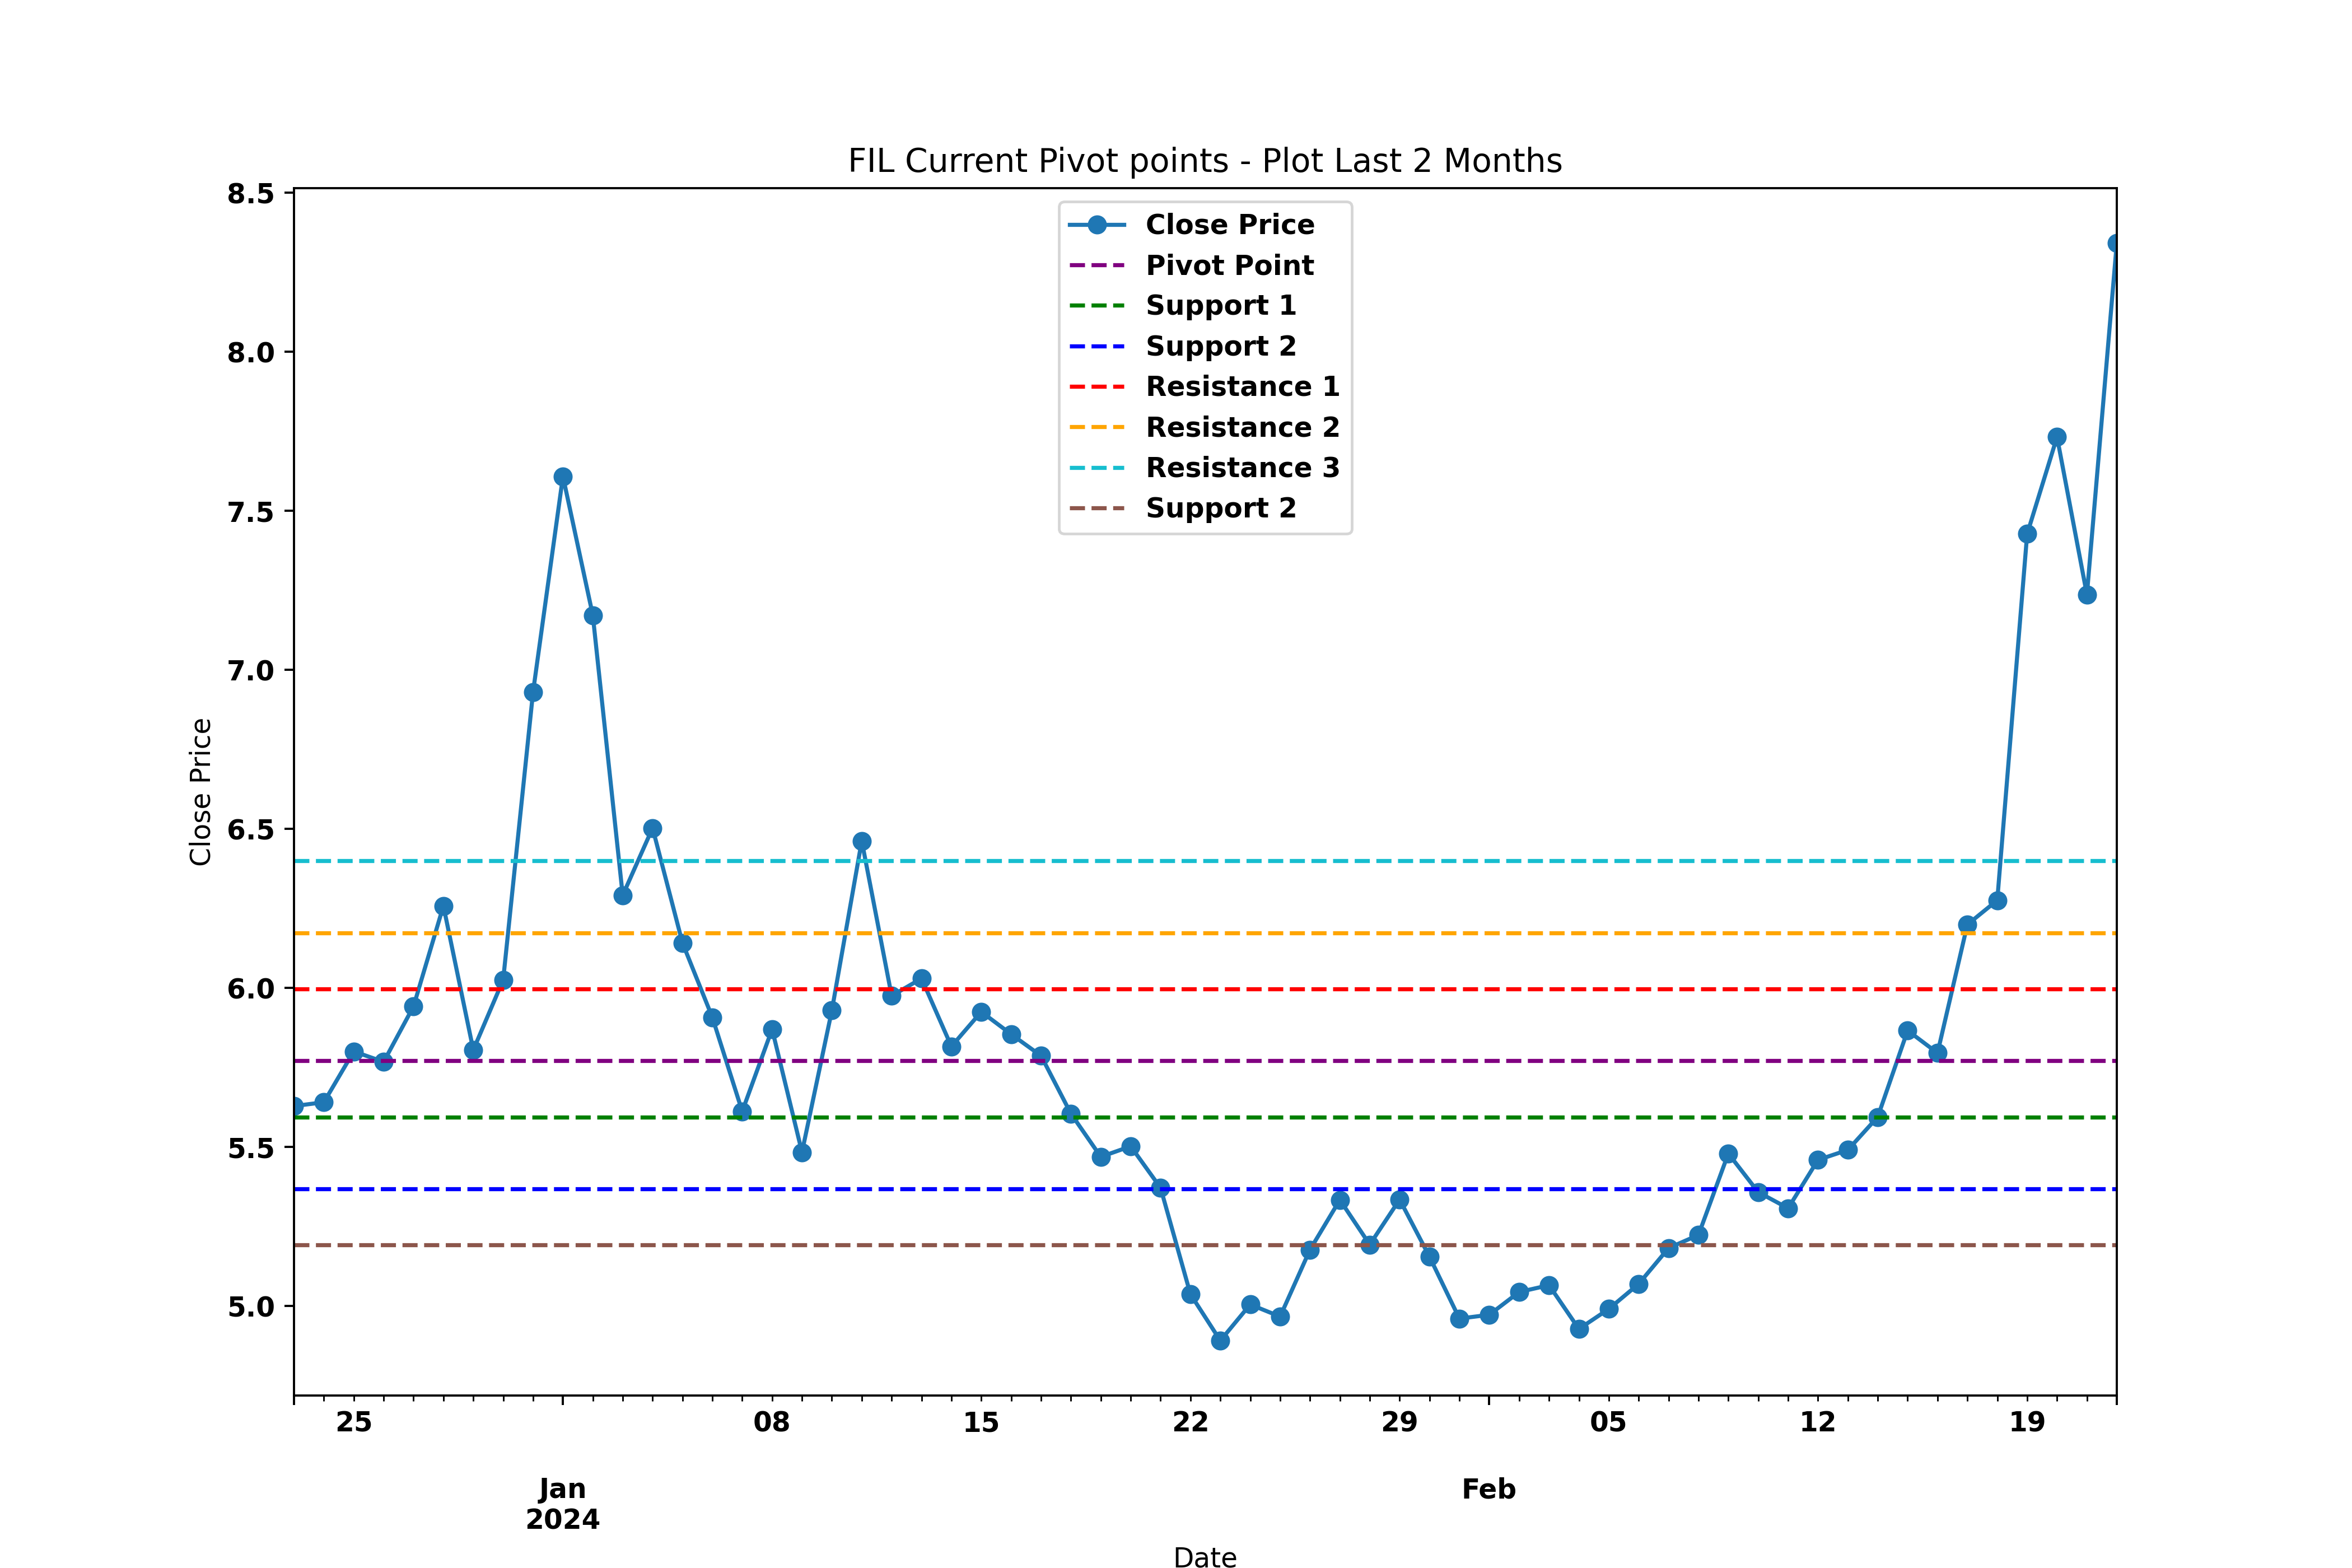 FIL Current Pivot points - Plot Last 2 Months
8.5
8.0
7.5
7.0
6.5
6.0
5.5
5.0
Close Price
Close Price
Pivot Point
Support 1
Support 2
Resistance 1
Resistance 2
Resistance 3
Support 2
25 08 15 22 29 05 12 19
Jan Feb
2024
Date